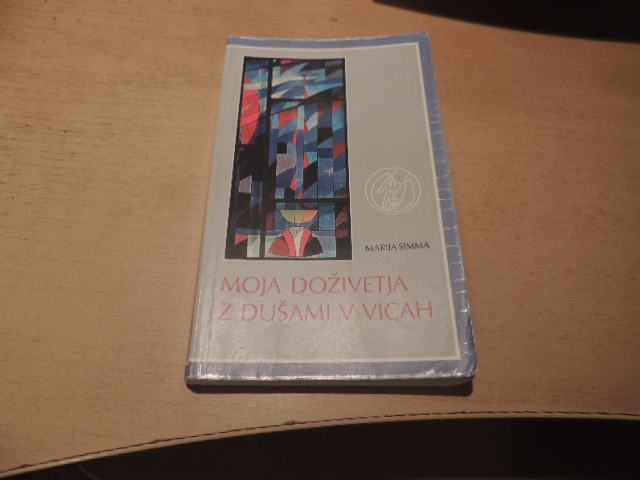 MARIJA SIMMA
MOJA DOŽIVETJA
Z DUŠAMI V VICAH